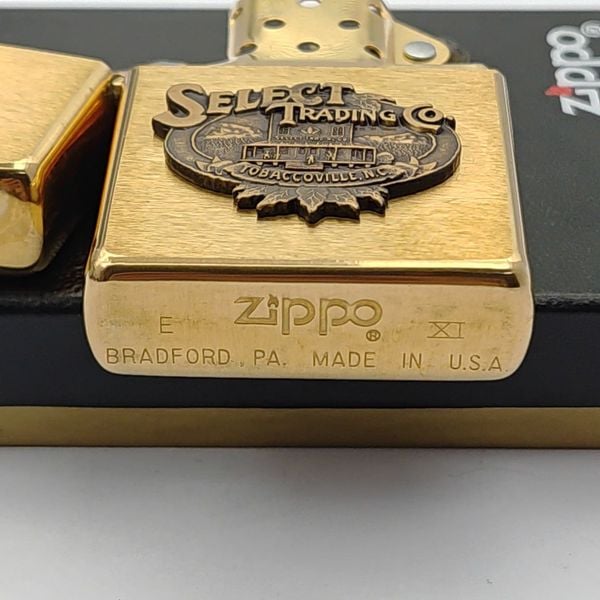 SELECT
TRADING CO.
TOBACCOVILLE, N.C.
zippo
E zippo® XI
BRADFORD, PA. MADE IN U.S.A.